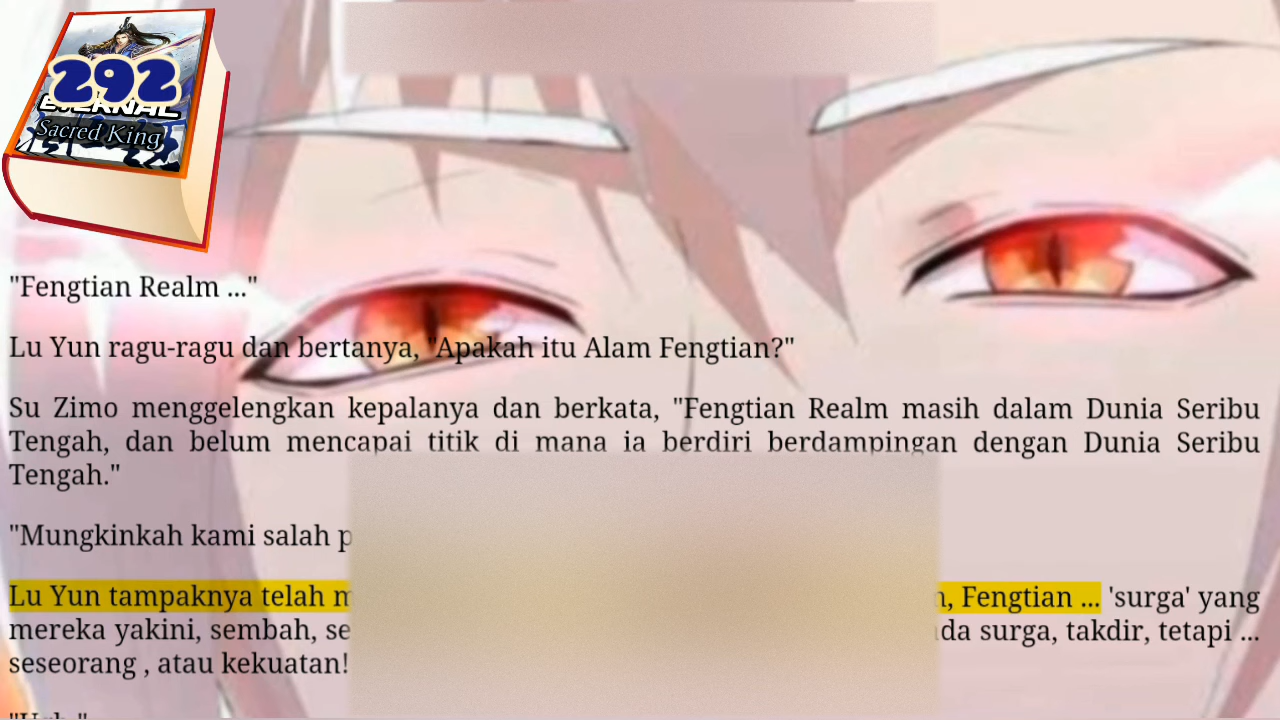 292
ETERNAL
Sacred King
"Fengtian Realm ..."
Lu Yun ragu-ragu dan bertanya, "Apakah itu Alam Fengtian?"
Su Zimo menggelengkan kepalanya dan berkata, "Fengtian Realm masih dalam Dunia Seribu
Tengah, dan belum mencapai titik di mana ia berdiri berdampingan dengan Dunia Seribu
Tengah."
"Mungkinkah kami salah
Lu Yun tampaknya telah Fengtian ... 'surga' yang
mereka yakini, sembah, surga, takdir, tetapi ...
seseorang , atau kekuatan!